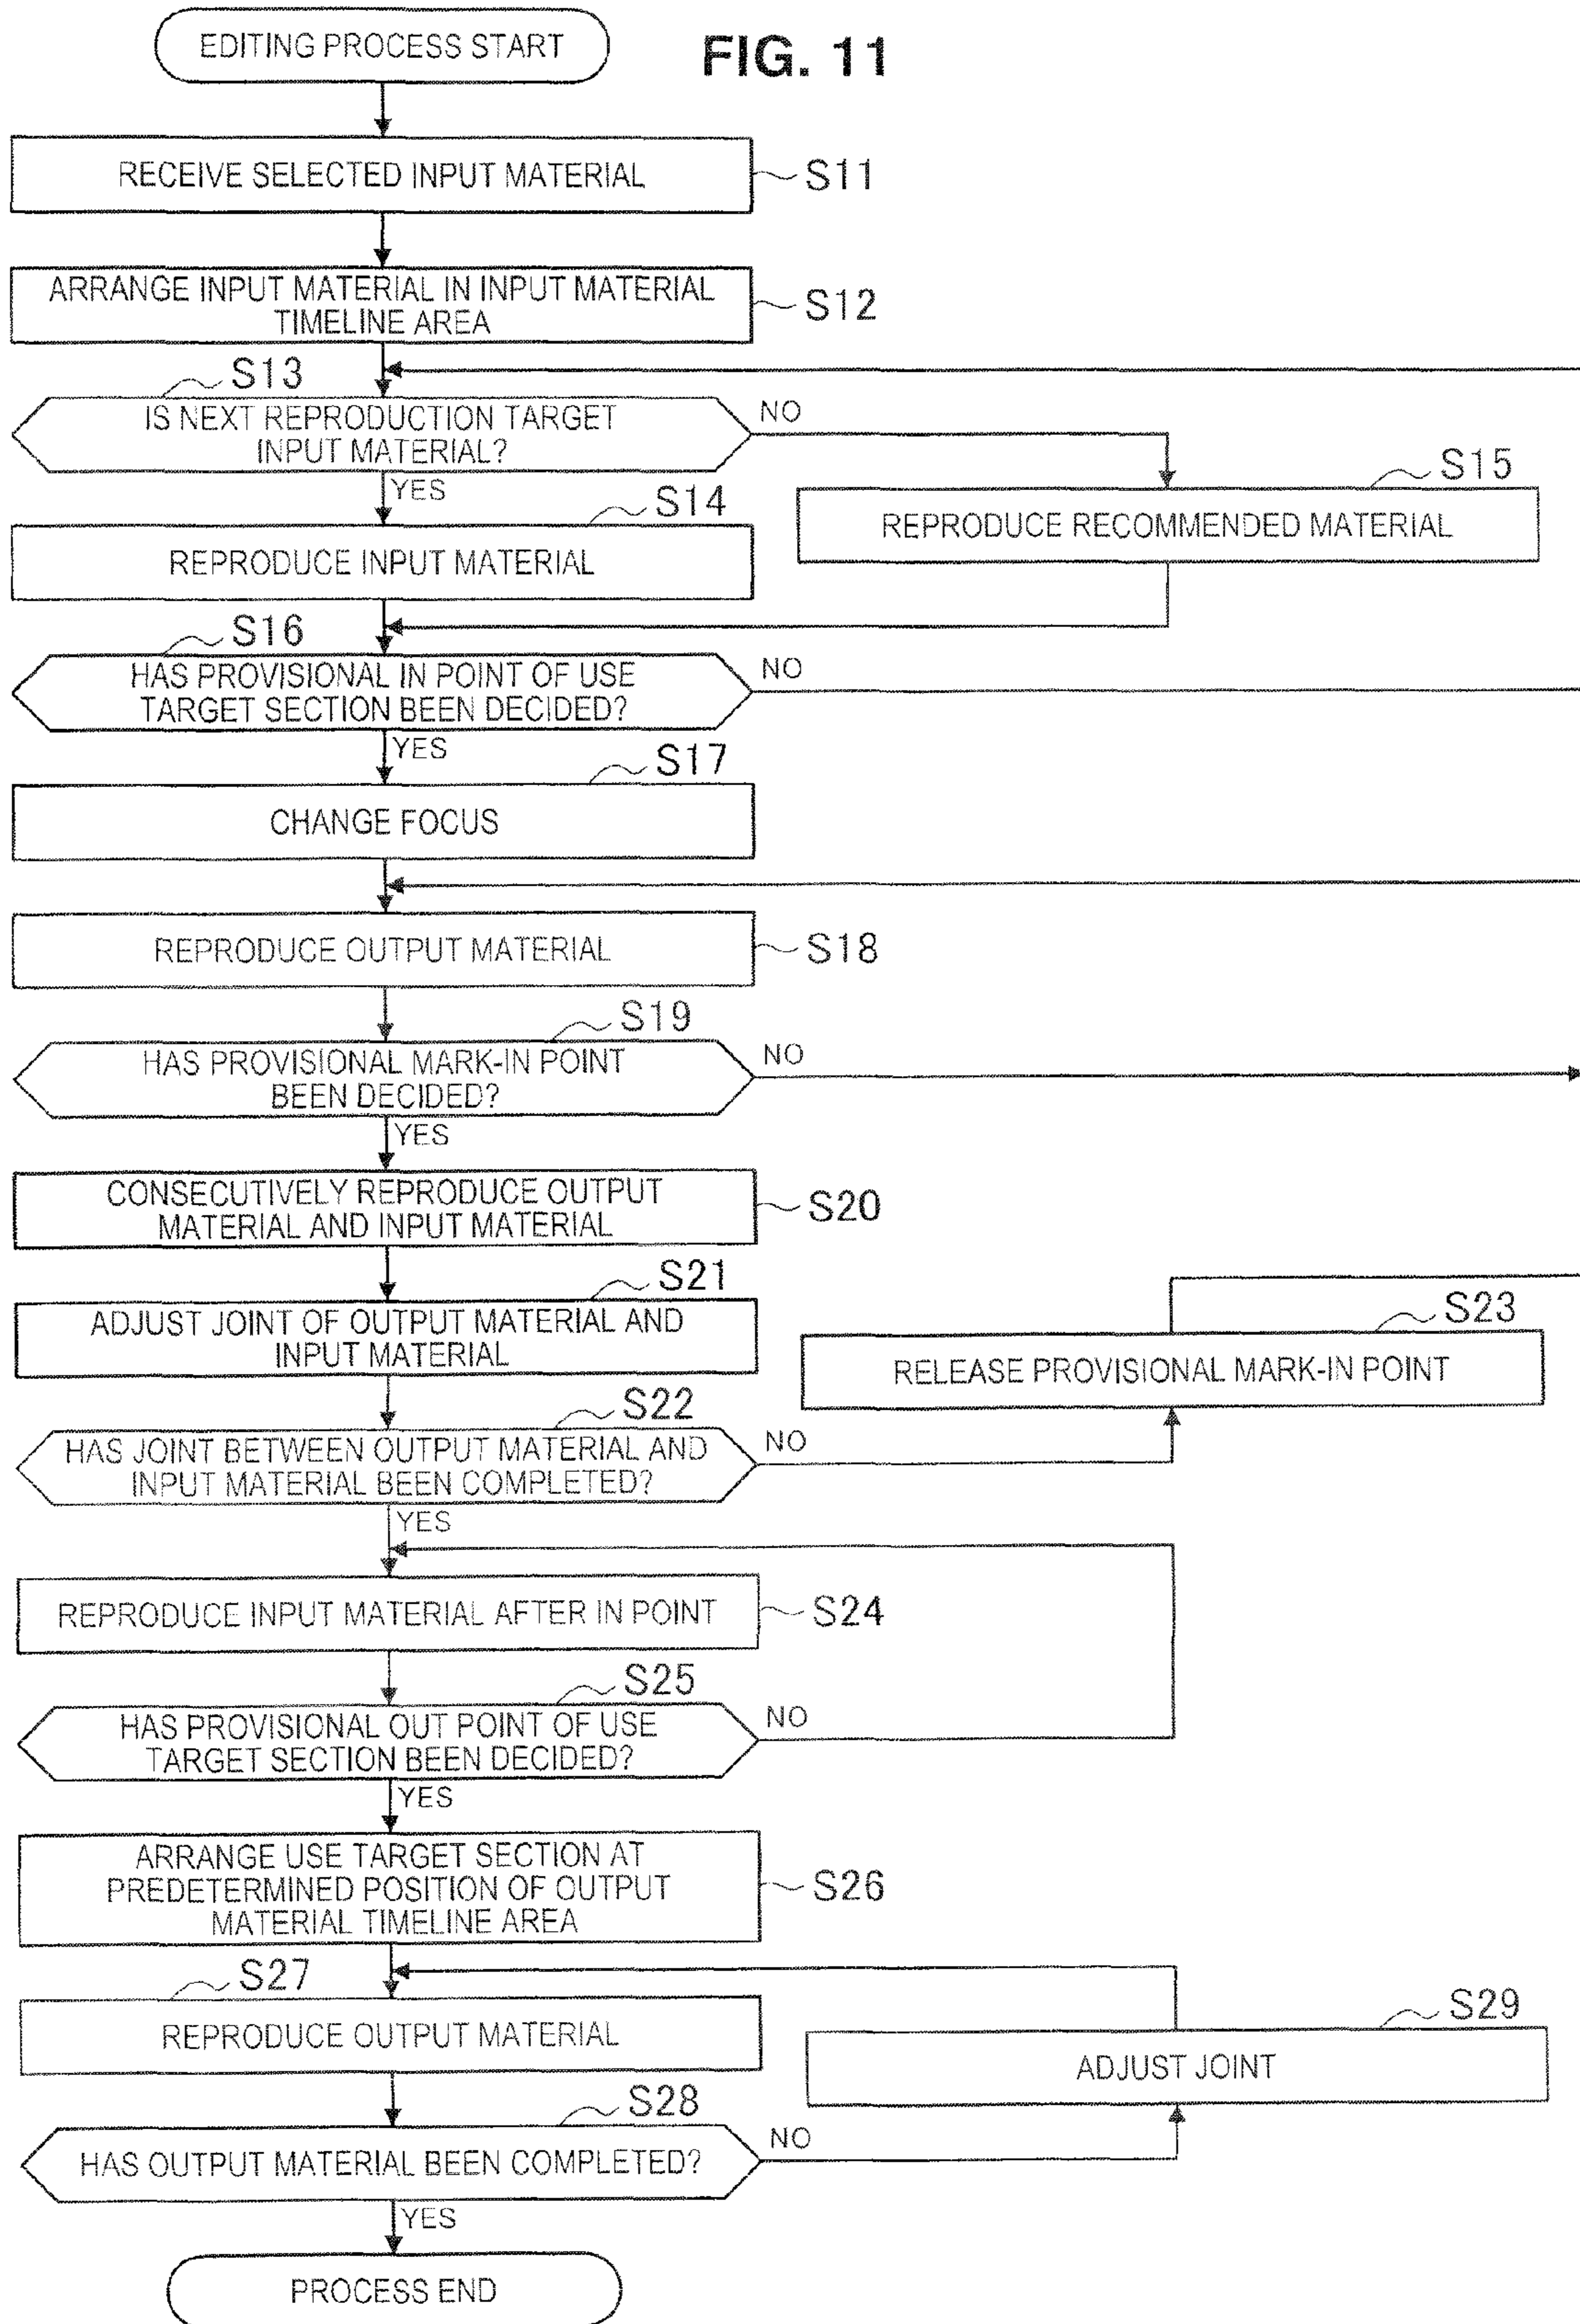 EDITING PROCESS START
FIG. 11
RECEIVE SELECTED INPUT MATERIAL
S11
ARRANGE INPUT MATERIAL IN INPUT MATERIAL
TIMELINE AREA
S12
S13
IS NEXT REPRODUCTION TARGET
INPUT MATERIAL?
NO
YES
S14
REPRODUCE INPUT MATERIAL
S15
REPRODUCE RECOMMENDED MATERIAL
S16
HAS PROVISIONAL IN POINT OF USE
TARGET SECTION BEEN DECIDED?
NO
YES
S17
CHANGE FOCUS
REPRODUCE OUTPUT MATERIAL
S18
S19
HAS PROVISIONAL MARK-IN POINT
BEEN DECIDED?
NO
YES
CONSECUTIVELY REPRODUCE OUTPUT
MATERIAL AND INPUT MATERIAL
S20
S21
ADJUST JOINT OF OUTPUT MATERIAL AND
INPUT MATERIAL
S23
RELEASE PROVISIONAL MARK-IN POINT
S22
HAS JOINT BETWEEN OUTPUT MATERIAL AND
INPUT MATERIAL BEEN COMPLETED?
NO
YES
REPRODUCE INPUT MATERIAL AFTER IN POINT
S24
S25
HAS PROVISIONAL OUT POINT OF USE
TARGET SECTION BEEN DECIDED?
NO
YES
ARRANGE USE TARGET SECTION AT
PREDETERMINED POSITION OF OUTPUT
MATERIAL TIMELINE AREA
S26
S27
REPRODUCE OUTPUT MATERIAL
S29
ADJUST JOINT
S28
HAS OUTPUT MATERIAL BEEN COMPLETED?
NO
YES
PROCESS END